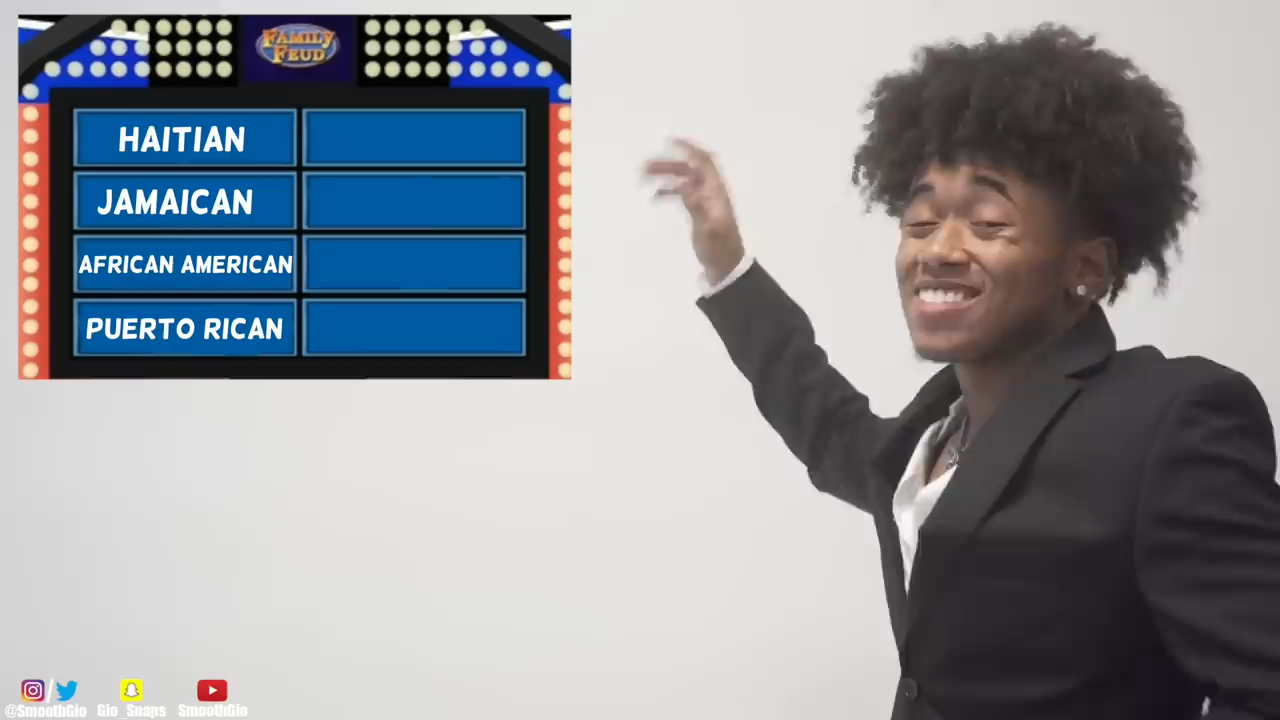 FAMILY
FEUD
HAITIAN
JAMAICAN
AFRICAN AMERICAN
PUERTO RICAN
@SmoothGio Gio_Snaps SmoothGio